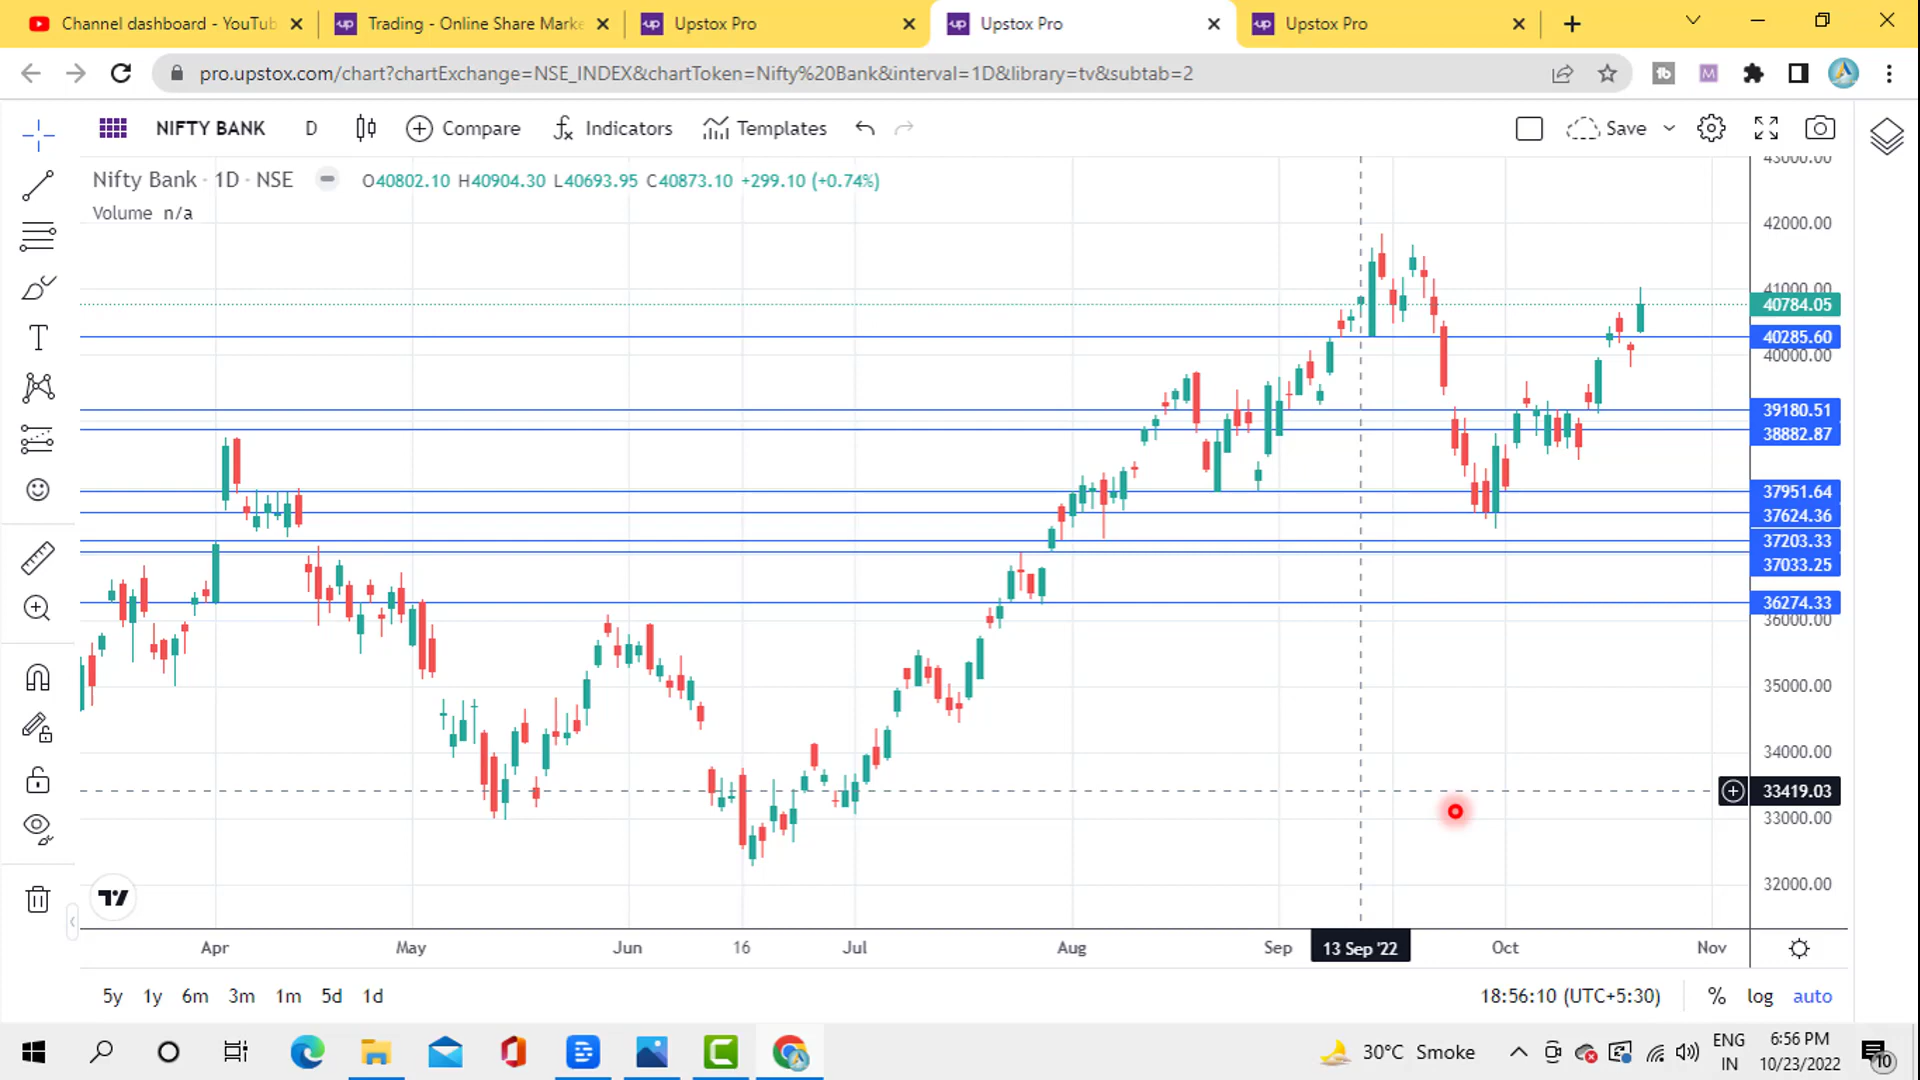 Channel dashboard - YouTub
Trading - Online Share Marke
Upstox Pro
Upstox Pro
Upstox Pro
pro.upstox.com/chart?chartExchange=NSE_INDEX&chartToken=Nifty%20Bank&interval=1D&library=tv&subtab=2
NIFTY BANK D Compare Indicators Templates Save
Nifty Bank · 1D · NSE O40802.10 H40904.30 L40693.95 C40873.10 +299.10 (+0.74%)
Volume n/a
43000.00
42000.00
41000.00
40784.05
40285.60
40000.00
39180.51
38882.87
37951.64
37624.36
37203.33
37033.25
36274.33
36000.00
35000.00
34000.00
33419.03
33000.00
32000.00
Apr May Jun 16 Jul Aug Sep 13 Sep '22 Oct Nov
5y 1y 6m 3m 1m 5d 1d 18:56:10 (UTC+5:30) % log auto
30°C Smoke
ENG
IN
6:56 PM
10/23/2022
10